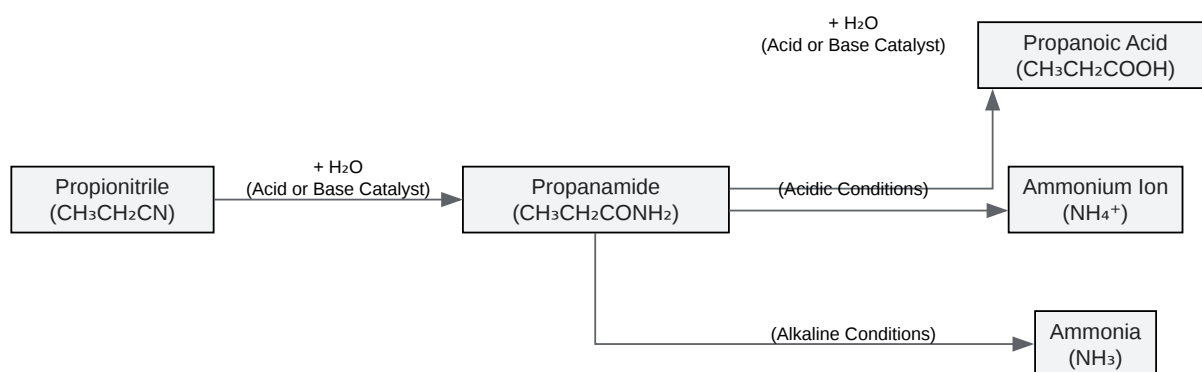 + H₂O
(Acid or Base Catalyst)
Propanoic Acid
(CH₃CH₂COOH)
+ H₂O
(Acid or Base Catalyst)
Propionitrile
(CH₃CH₂CN)
Propanamide
(CH₃CH₂CONH₂)
(Acidic Conditions)
Ammonium Ion
(NH₄⁺)
(Alkaline Conditions)
Ammonia
(NH₃)